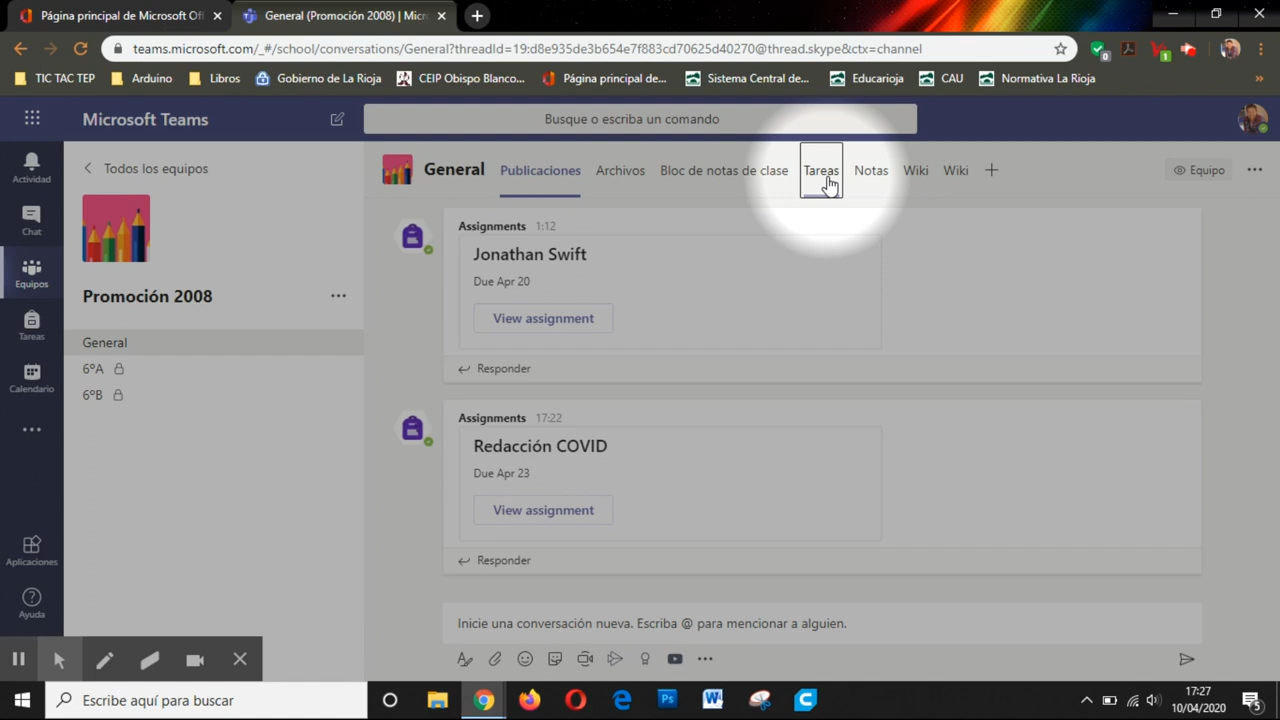 Página principal de Microsoft Ofi
General (Promoción 2008) | Micro
teams.microsoft.com/_#/school/conversations/General?threadId=19:d8e935de3b654e7f883cd70625d40270@thread.skype&ctx=channel
TIC TAC TEP Arduino Libros Gobierno de La Rioja CEIP Obispo Blanco... Página principal de... Sistema Central de... Educarioja CAU Normativa La Rioja »
Microsoft Teams
Busque o escriba un comando
Actividad
Chat
Equipos
Tareas
Calendario
Aplicaciones
Ayuda
Todos los equipos
Promoción 2008
General
6ºA
6ºB
General Publicaciones Archivos Bloc de notas de clase Tareas Notas Wiki Wiki
Equipo
Assignments 1:12
Jonathan Swift
Due Apr 20
View assignment
Responder
Assignments 17:22
Redacción COVID
Due Apr 23
View assignment
Responder
Inicie una conversación nueva. Escriba @ para mencionar a alguien.
Escribe aquí para buscar
17:27
10/04/2020
5